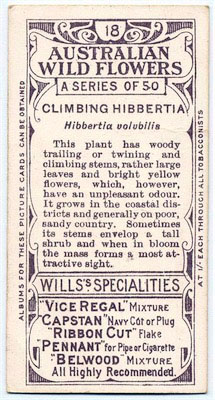 18
AUSTRALIAN
WILD FLOWERS
A SERIES OF 50
CLIMBING HIBBERTIA
Hibbertia volubilis
This plant has woody
trailing or twining and
climbing stems, rather large
leaves and bright yellow
flowers, which, however,
have an unpleasant odour.
It grows in the coastal dis-
tricts and generally on poor,
sandy country. Sometimes
its stems envelop a tall
shrub and when in bloom
the mass forms a most at-
tractive sight.
WILLS'S SPECIALITIES
"VICE REGAL" MIXTURE
"CAPSTAN" NAVY CUT or PLUG
"RIBBON CUT" Flake
"PENNANT" for Pipe or Cigarette
"BELWOOD" MIXTURE
All Highly Recommended.
ALBUMS FOR THESE PICTURE CARDS CAN BE OBTAINED
AT 1/- EACH THROUGH ALL TOBACCONISTS